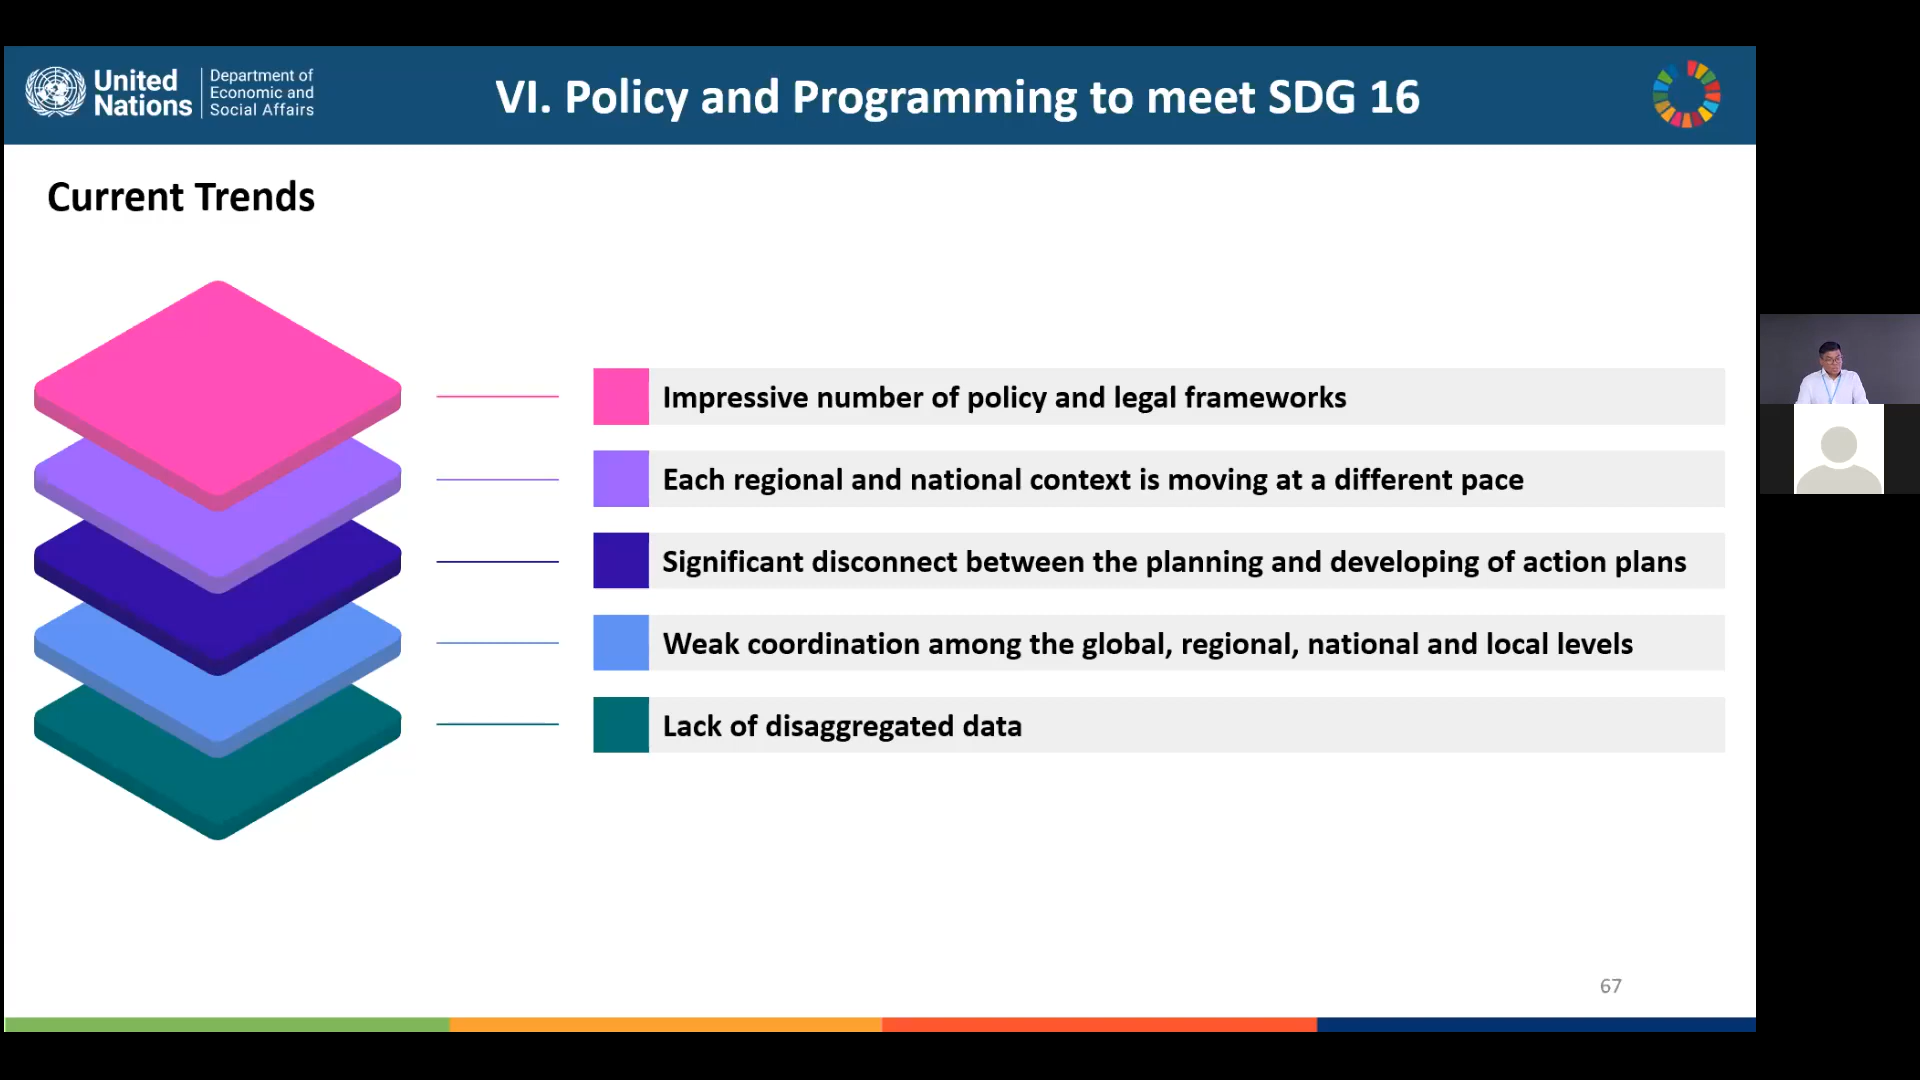 United Nations
Department of Economic and Social Affairs
VI. Policy and Programming to meet SDG 16
Current Trends
Impressive number of policy and legal frameworks
Each regional and national context is moving at a different pace
Significant disconnect between the planning and developing of action plans
Weak coordination among the global, regional, national and local levels
Lack of disaggregated data
67